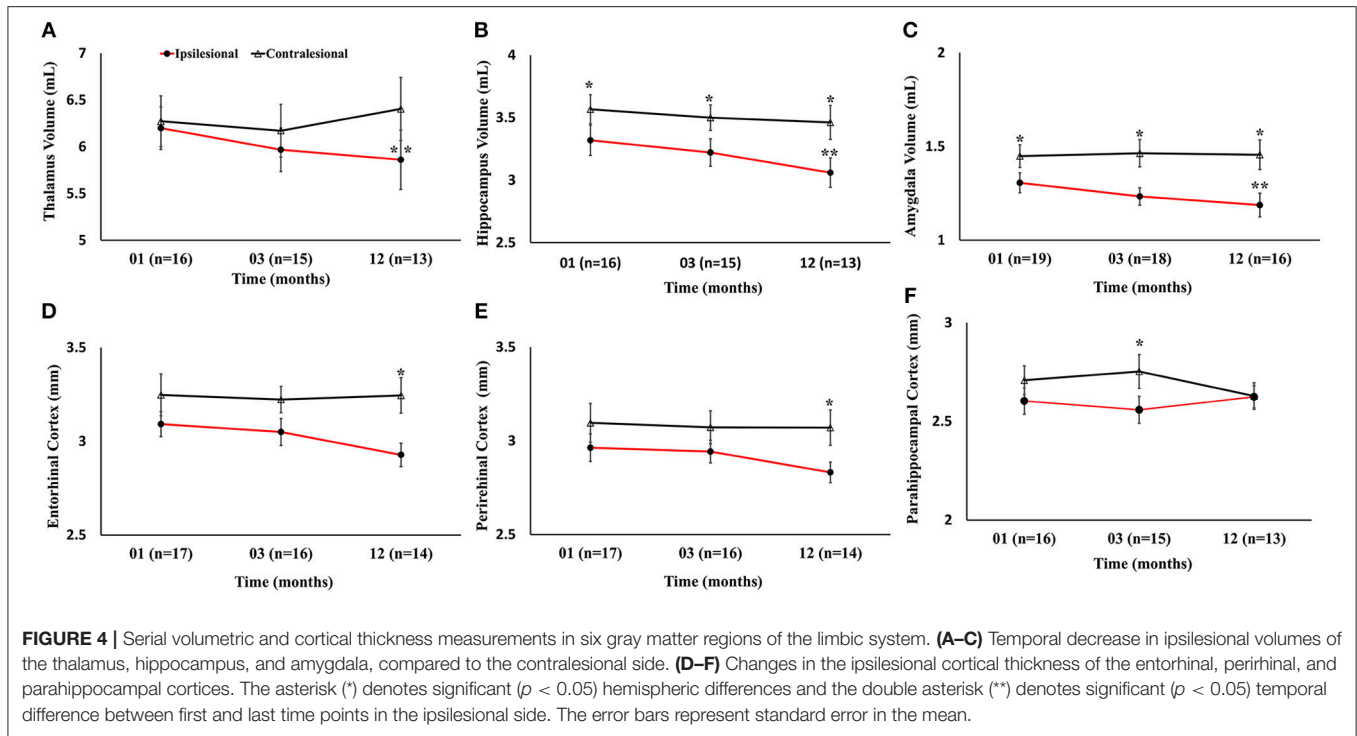 A
B
C
Ipsilesional
Contralesional
Thalamus Volume (mL)
7
6.5
6
5.5
5
* *
01 (n=16)
03 (n=15)
12 (n=13)
Time (months)
Hippocampus Volume (mL)
4
3.5
3
2.5
*
*
*
**
01 (n=16)
03 (n=15)
12 (n=13)
Time (months)
Amygdala Volume (mL)
2
1.5
1
*
*
*
**
01 (n=19)
03 (n=18)
12 (n=16)
Time (months)
D
E
F
Entorhinal Cortex (mm)
3.5
3
2.5
*
01 (n=17)
03 (n=16)
12 (n=14)
Time (months)
Perirehinal Cortex (mm)
3.5
3
2.5
*
01 (n=17)
03 (n=16)
12 (n=14)
Time (months)
Parahippocampal Cortex (mm)
3
2.5
2
*
01 (n=16)
03 (n=15)
12 (n=13)
Time (months)
FIGURE 4 | Serial volumetric and cortical thickness measurements in six gray matter regions of the limbic system. (A–C) Temporal decrease in ipsilesional volumes of
the thalamus, hippocampus, and amygdala, compared to the contralesional side. (D–F) Changes in the ipsilesional cortical thickness of the entorhinal, perirhinal, and
parahippocampal cortices. The asterisk (*) denotes significant (p < 0.05) hemispheric differences and the double asterisk (**) denotes significant (p < 0.05) temporal
difference between first and last time points in the ipsilesional side. The error bars represent standard error in the mean.